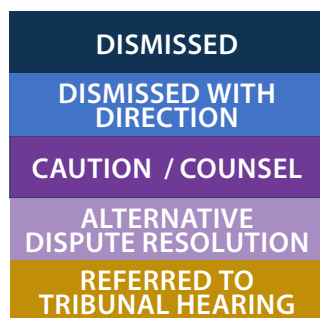 DISMISSED
DISMISSED WITH
DIRECTION
CAUTION / COUNSEL
ALTERNATIVE
DISPUTE RESOLUTION
REFERRED TO
TRIBUNAL HEARING